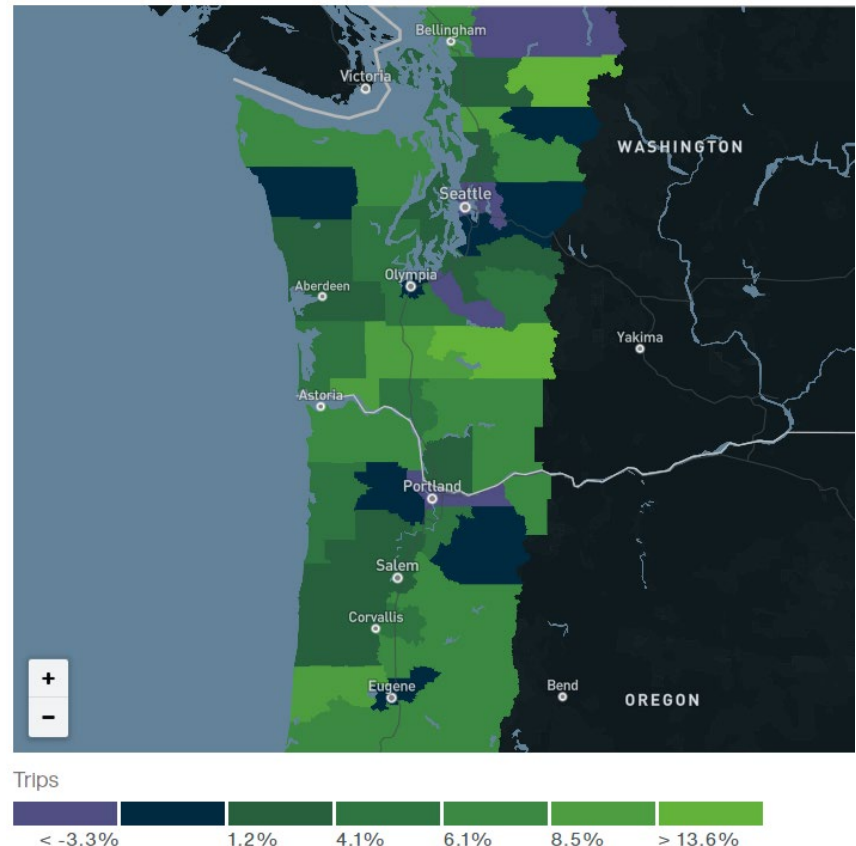 Bellingham
Victoria
WASHINGTON
Seattle
Olympia
Aberdeen
Yakima
Astoria
Portland
Salem
Corvallis
+
−
Eugene
Bend
OREGON
Trips
< -3.3% 1.2% 4.1% 6.1% 8.5% > 13.6%